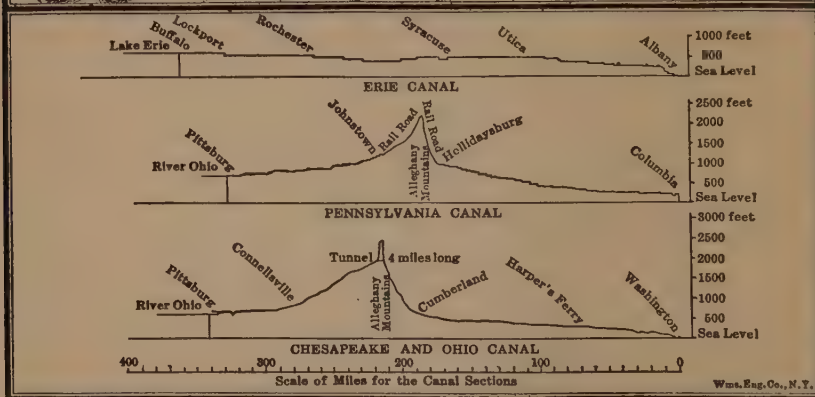 Buffalo Lockport Rochester Syracuse Utica Albany
Lake Erie
1000 feet
500
Sea Level
ERIE CANAL
Pittsburg Johnstown Rail Road Rail Road Hollidaysburg Columbia
River Ohio
Alleghany Mountains
2500 feet
2000
1500
1000
500
Sea Level
PENNSYLVANIA CANAL
Pittsburg Connellsville Tunnel 4 miles long Cumberland Harper's Ferry Washington
River Ohio
Alleghany Mountains
3000 feet
2500
2000
1500
1000
500
Sea Level
CHESAPEAKE AND OHIO CANAL
400 300 200 100 0
Scale of Miles for the Canal Sections
Wms. Eng. Co., N.Y.